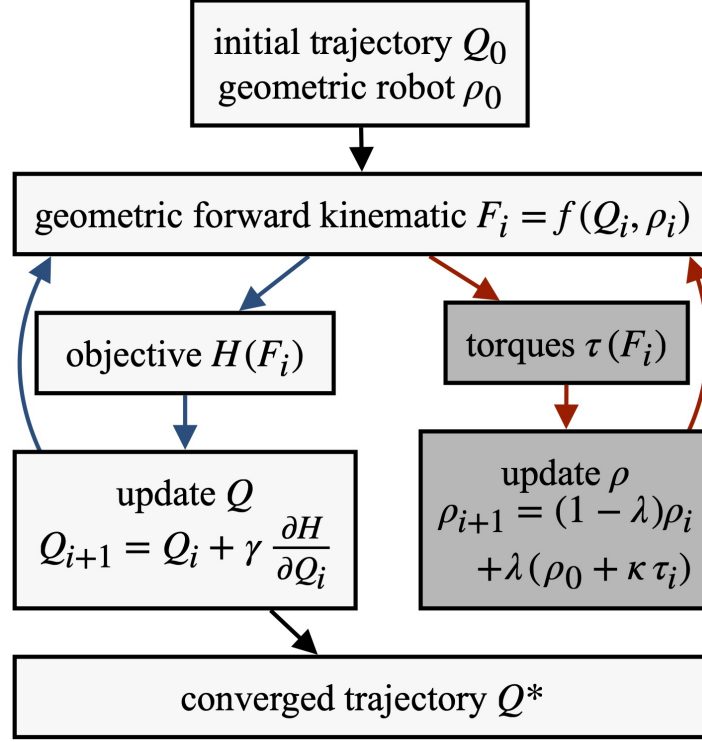 initial trajectory Q₀
geometric robot ρ₀
geometric forward kinematic Fᵢ = f(Qᵢ, ρᵢ)
objective H(Fᵢ)
torques τ(Fᵢ)
update Q
Qᵢ₊₁ = Qᵢ + γ ∂H/∂Qᵢ
update ρ
ρᵢ₊₁ = (1 − λ)ρᵢ
+λ(ρ₀ + κ τᵢ)
converged trajectory Q*